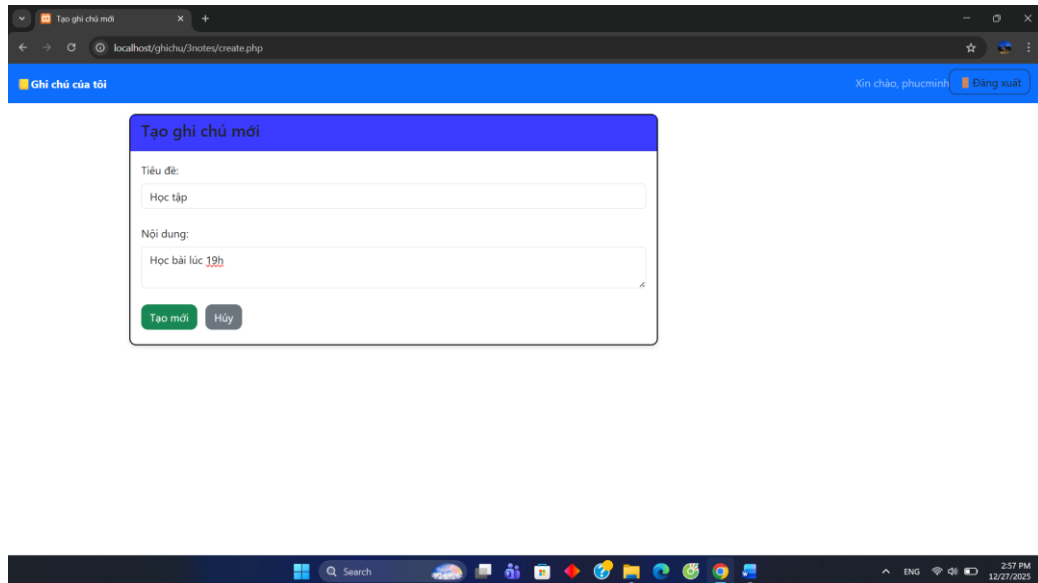 Tạo ghi chú mới
localhost/ghichu/3notes/create.php
Ghi chú của tôi
Xin chào, phucminh Đăng xuất
Tạo ghi chú mới
Tiêu đề:
Học tập
Nội dung:
Học bài lúc 19h
Tạo mới Hủy
Search
ENG
2:57 PM
12/27/2025